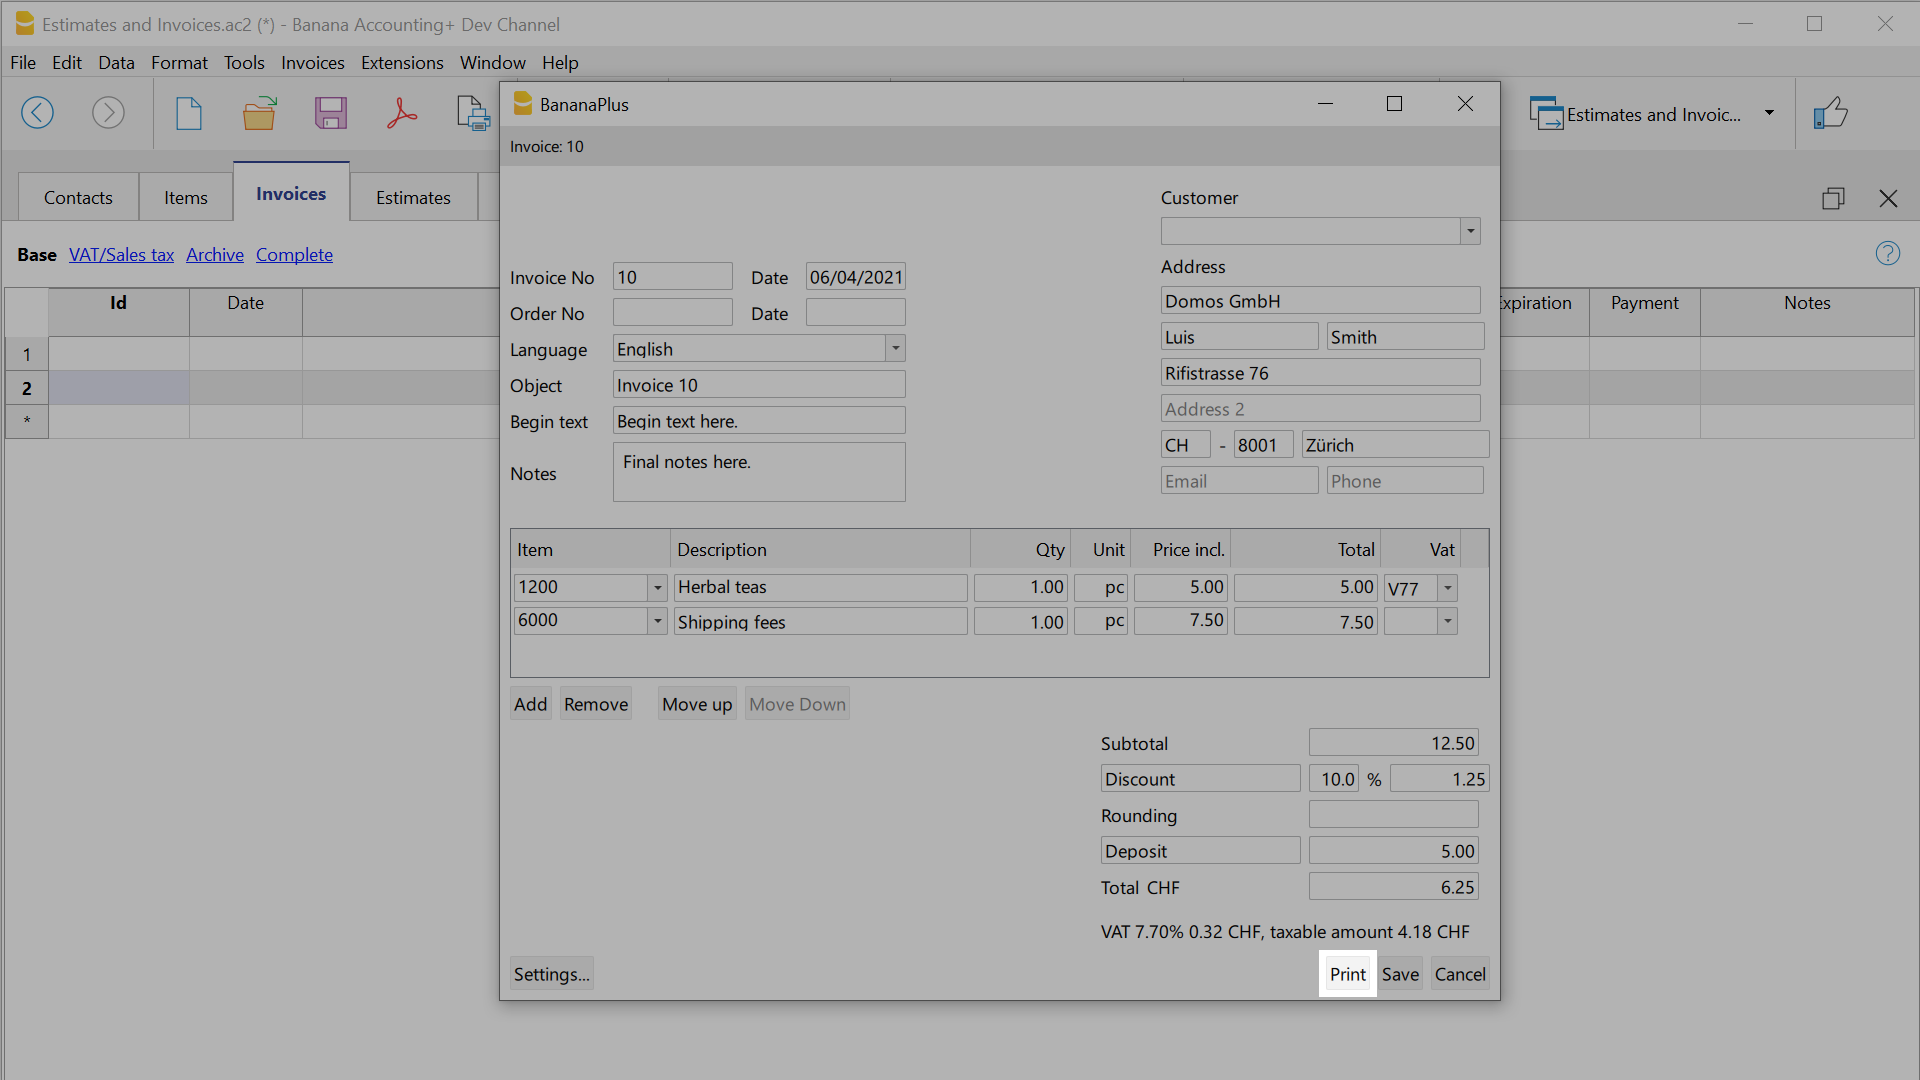 Estimates and Invoices.ac2 (*) - Banana Accounting+ Dev Channel
File Edit Data Format Tools Invoices Extensions Window Help
Estimates and Invoic...
Contacts Items Invoices Estimates
Base VAT/Sales tax Archive Complete
Id Date Expiration Payment Notes
1
2
*
BananaPlus
Invoice: 10
Customer
Address
Invoice No 10 Date 06/04/2021
Domos GmbH
Order No Date
Luis Smith
Language English
Rifistrasse 76
Object Invoice 10
Address 2
Begin text Begin text here.
CH - 8001 Zürich
Notes Final notes here.
Email Phone
Item Description Qty Unit Price incl. Total Vat
1200 Herbal teas 1.00 pc 5.00 5.00 V77
6000 Shipping fees 1.00 pc 7.50 7.50
Add Remove Move up Move Down
Subtotal 12.50
Discount 10.0 % 1.25
Rounding
Deposit 5.00
Total CHF 6.25
VAT 7.70% 0.32 CHF, taxable amount 4.18 CHF
Settings... Print Save Cancel